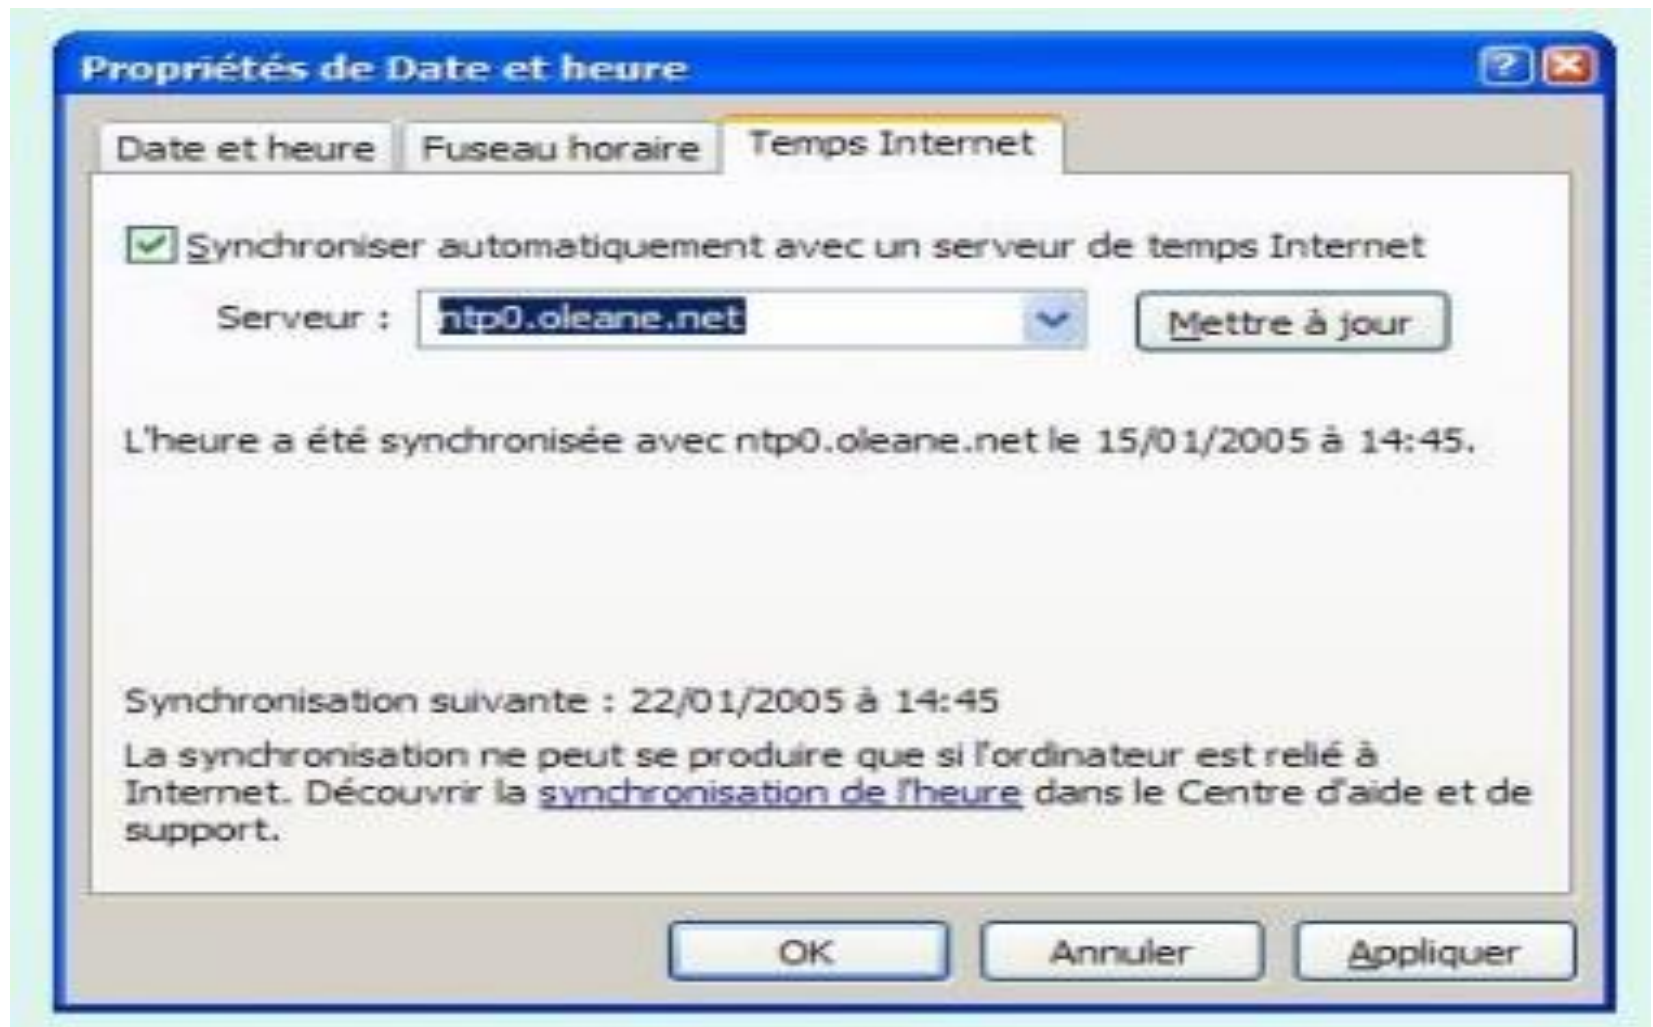 Propriétés de Date et heure
Date et heure
Fuseau horaire
Temps Internet
Synchroniser automatiquement avec un serveur de temps Internet
Serveur : ntp0.oleane.net Mettre à jour
L'heure a été synchronisée avec ntp0.oleane.net le 15/01/2005 à 14:45.
Synchronisation suivante : 22/01/2005 à 14:45
La synchronisation ne peut se produire que si l'ordinateur est relié à
Internet. Découvrir la synchronisation de l'heure dans le Centre d'aide et de
support.
OK
Annuler
Appliquer